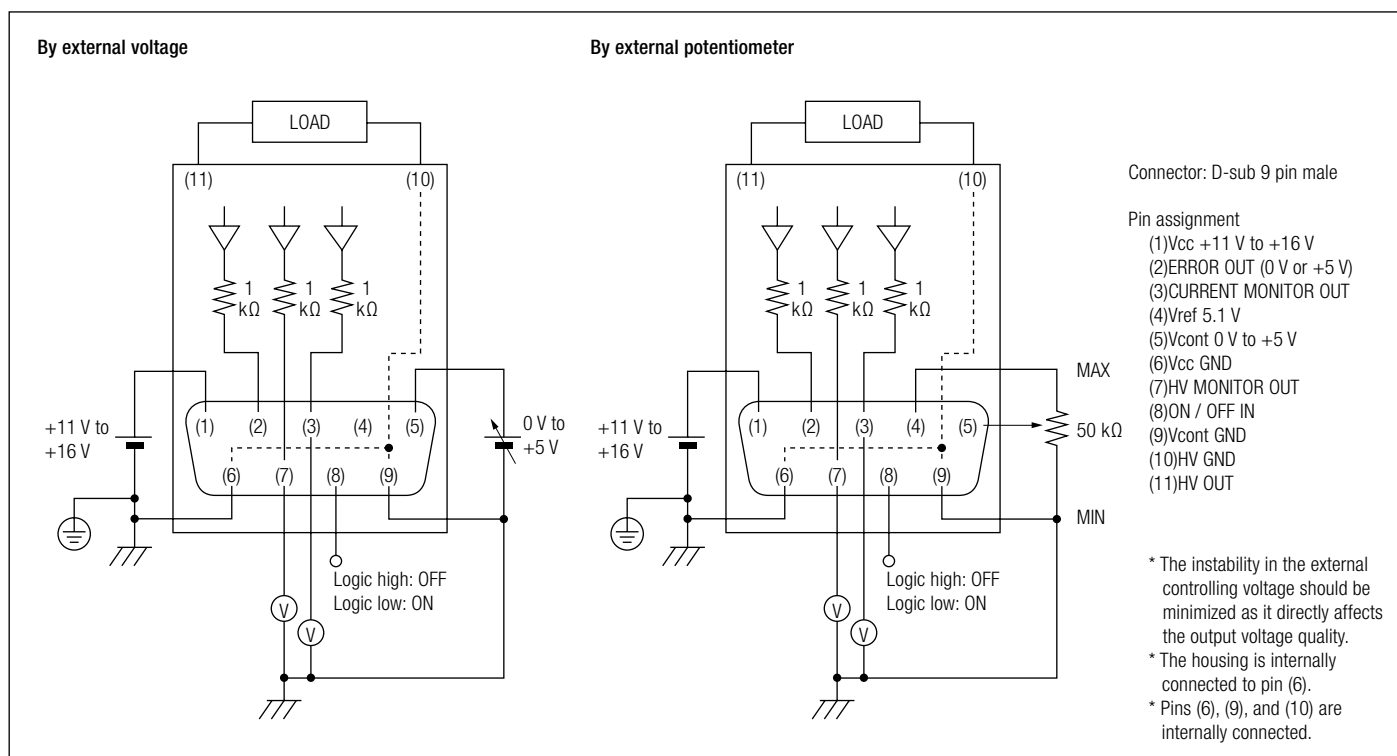 By external voltage
LOAD
(11)
(10)
1
kΩ
1
kΩ
1
kΩ
+11 V to
+16 V
(1)
(2)
(3)
(4)
(5)
(6)
(7)
(8)
(9)
0 V to
+5 V
Logic high: OFF
Logic low: ON
V
V
By external potentiometer
LOAD
(11)
(10)
1
kΩ
1
kΩ
1
kΩ
+11 V to
+16 V
(1)
(2)
(3)
(4)
(5)
(6)
(7)
(8)
(9)
MAX
50 kΩ
MIN
Logic high: OFF
Logic low: ON
V
V
Connector: D-sub 9 pin male
Pin assignment
(1)Vcc +11 V to +16 V
(2)ERROR OUT (0 V or +5 V)
(3)CURRENT MONITOR OUT
(4)Vref 5.1 V
(5)Vcont 0 V to +5 V
(6)Vcc GND
(7)HV MONITOR OUT
(8)ON / OFF IN
(9)Vcont GND
(10)HV GND
(11)HV OUT
* The instability in the external
controlling voltage should be
minimized as it directly affects
the output voltage quality.
* The housing is internally
connected to pin (6).
* Pins (6), (9), and (10) are
internally connected.